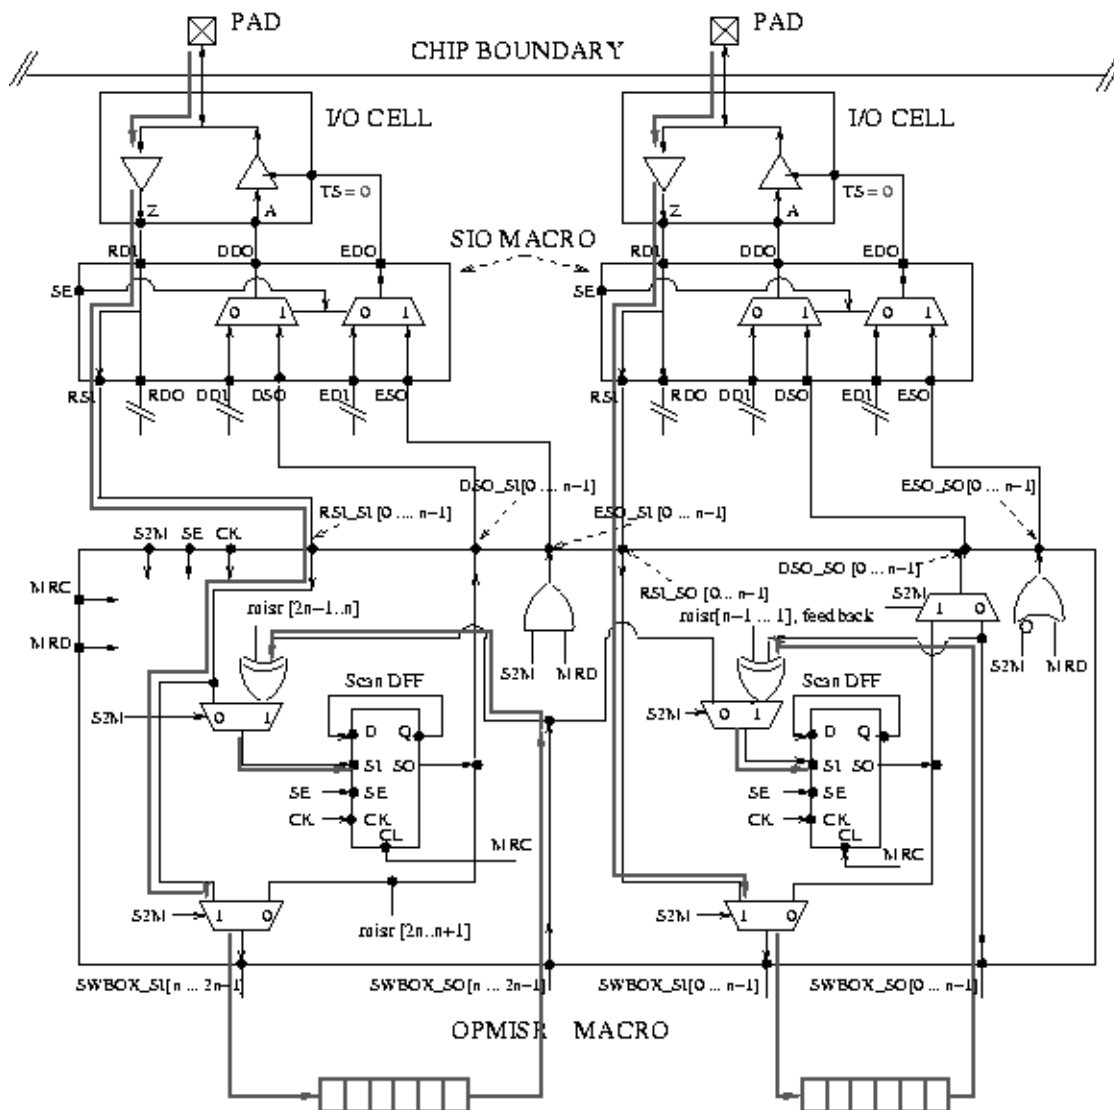 PAD PAD
CHIP BOUNDARY
I/O CELL I/O CELL
TS = 0 TS = 0
Z A Z A
SIO MACRO
RDI DDO EDO RDI DDO EDO
SE SE
0 1 0 1 0 1 0 1
RSI RDO DDI DSO EDI ESO RSI RDO DDI DSO EDI ESO
DSO_SI[0 ... n-1] ESO_SO[0 ... n-1]
RSI_SI[0 .... n-1] ESO_SI[0 ... n-1]
S2M SE CK
DSO_SO [0 ... n-1]
MRC RSI_SO [0 ... n-1] S2M 1 0
misr [2n-1..n] misr[n-1 ... 1], feedback
MRD
S2M MRD S2M MRD
Scan DFF Scan DFF
S2M 0 1 S2M 0 1
D Q D Q
SI SO SI SO
SE SE SE SE
CK CK CK CK
CL CL
MRC MRC
S2M 1 0 S2M 1 0
misr [2n..n+1]
SWBOX_SI[n ... 2n-1] SWBOX_SO[n ... 2n-1] SWBOX_SI[0 ... n-1] SWBOX_SO[0 ... n-1]
OPMISR MACRO